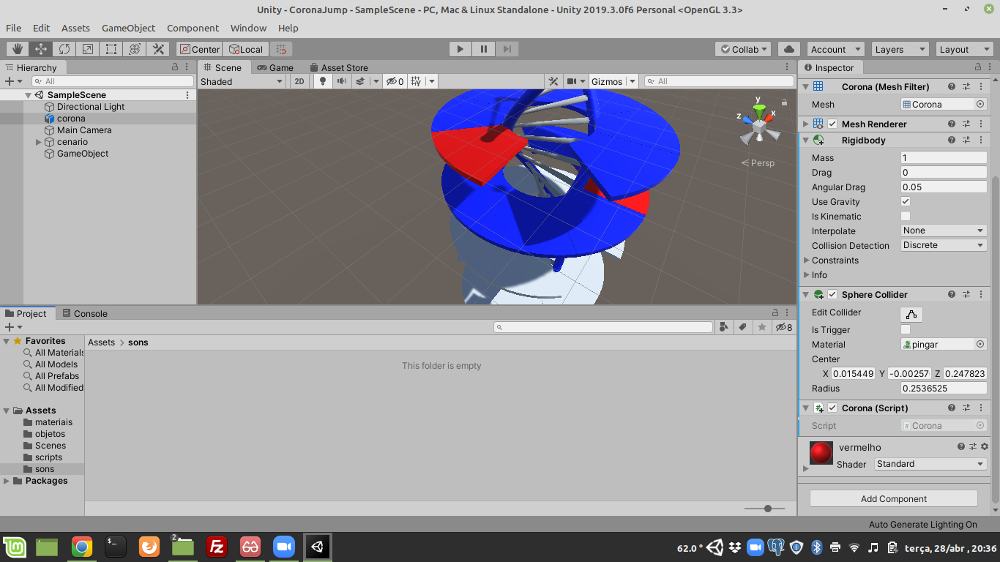 Unity - CoronaJump - SampleScene - PC, Mac & Linux Standalone - Unity 2019.3.0f6 Personal <OpenGL 3.3>
File Edit Assets GameObject Component Window Help
Center Local Collab Account Layers Layout
Hierarchy
All
SampleScene
Directional Light
corona
Main Camera
cenario
GameObject
Scene Game Asset Store
Shaded 2D 0 Gizmos All
y
x
z
Persp
Inspector
Corona (Mesh Filter)
Mesh Corona
Mesh Renderer
Rigidbody
Mass 1
Drag 0
Angular Drag 0.05
Use Gravity
Is Kinematic
Interpolate None
Collision Detection Discrete
Constraints
Info
Sphere Collider
Edit Collider
Is Trigger
Material pingar
Center
X 0.015449 Y -0.00257 Z 0.247823
Radius 0.2536525
Corona (Script)
Script Corona
vermelho
Shader Standard
Add Component
Project Console
8
Favorites
All Materials
All Models
All Prefabs
All Modified
Assets
materiais
objetos
Scenes
scripts
sons
Packages
Assets > sons
This folder is empty
Auto Generate Lighting On
2
62.0 ° terça, 28/abr , 20:36